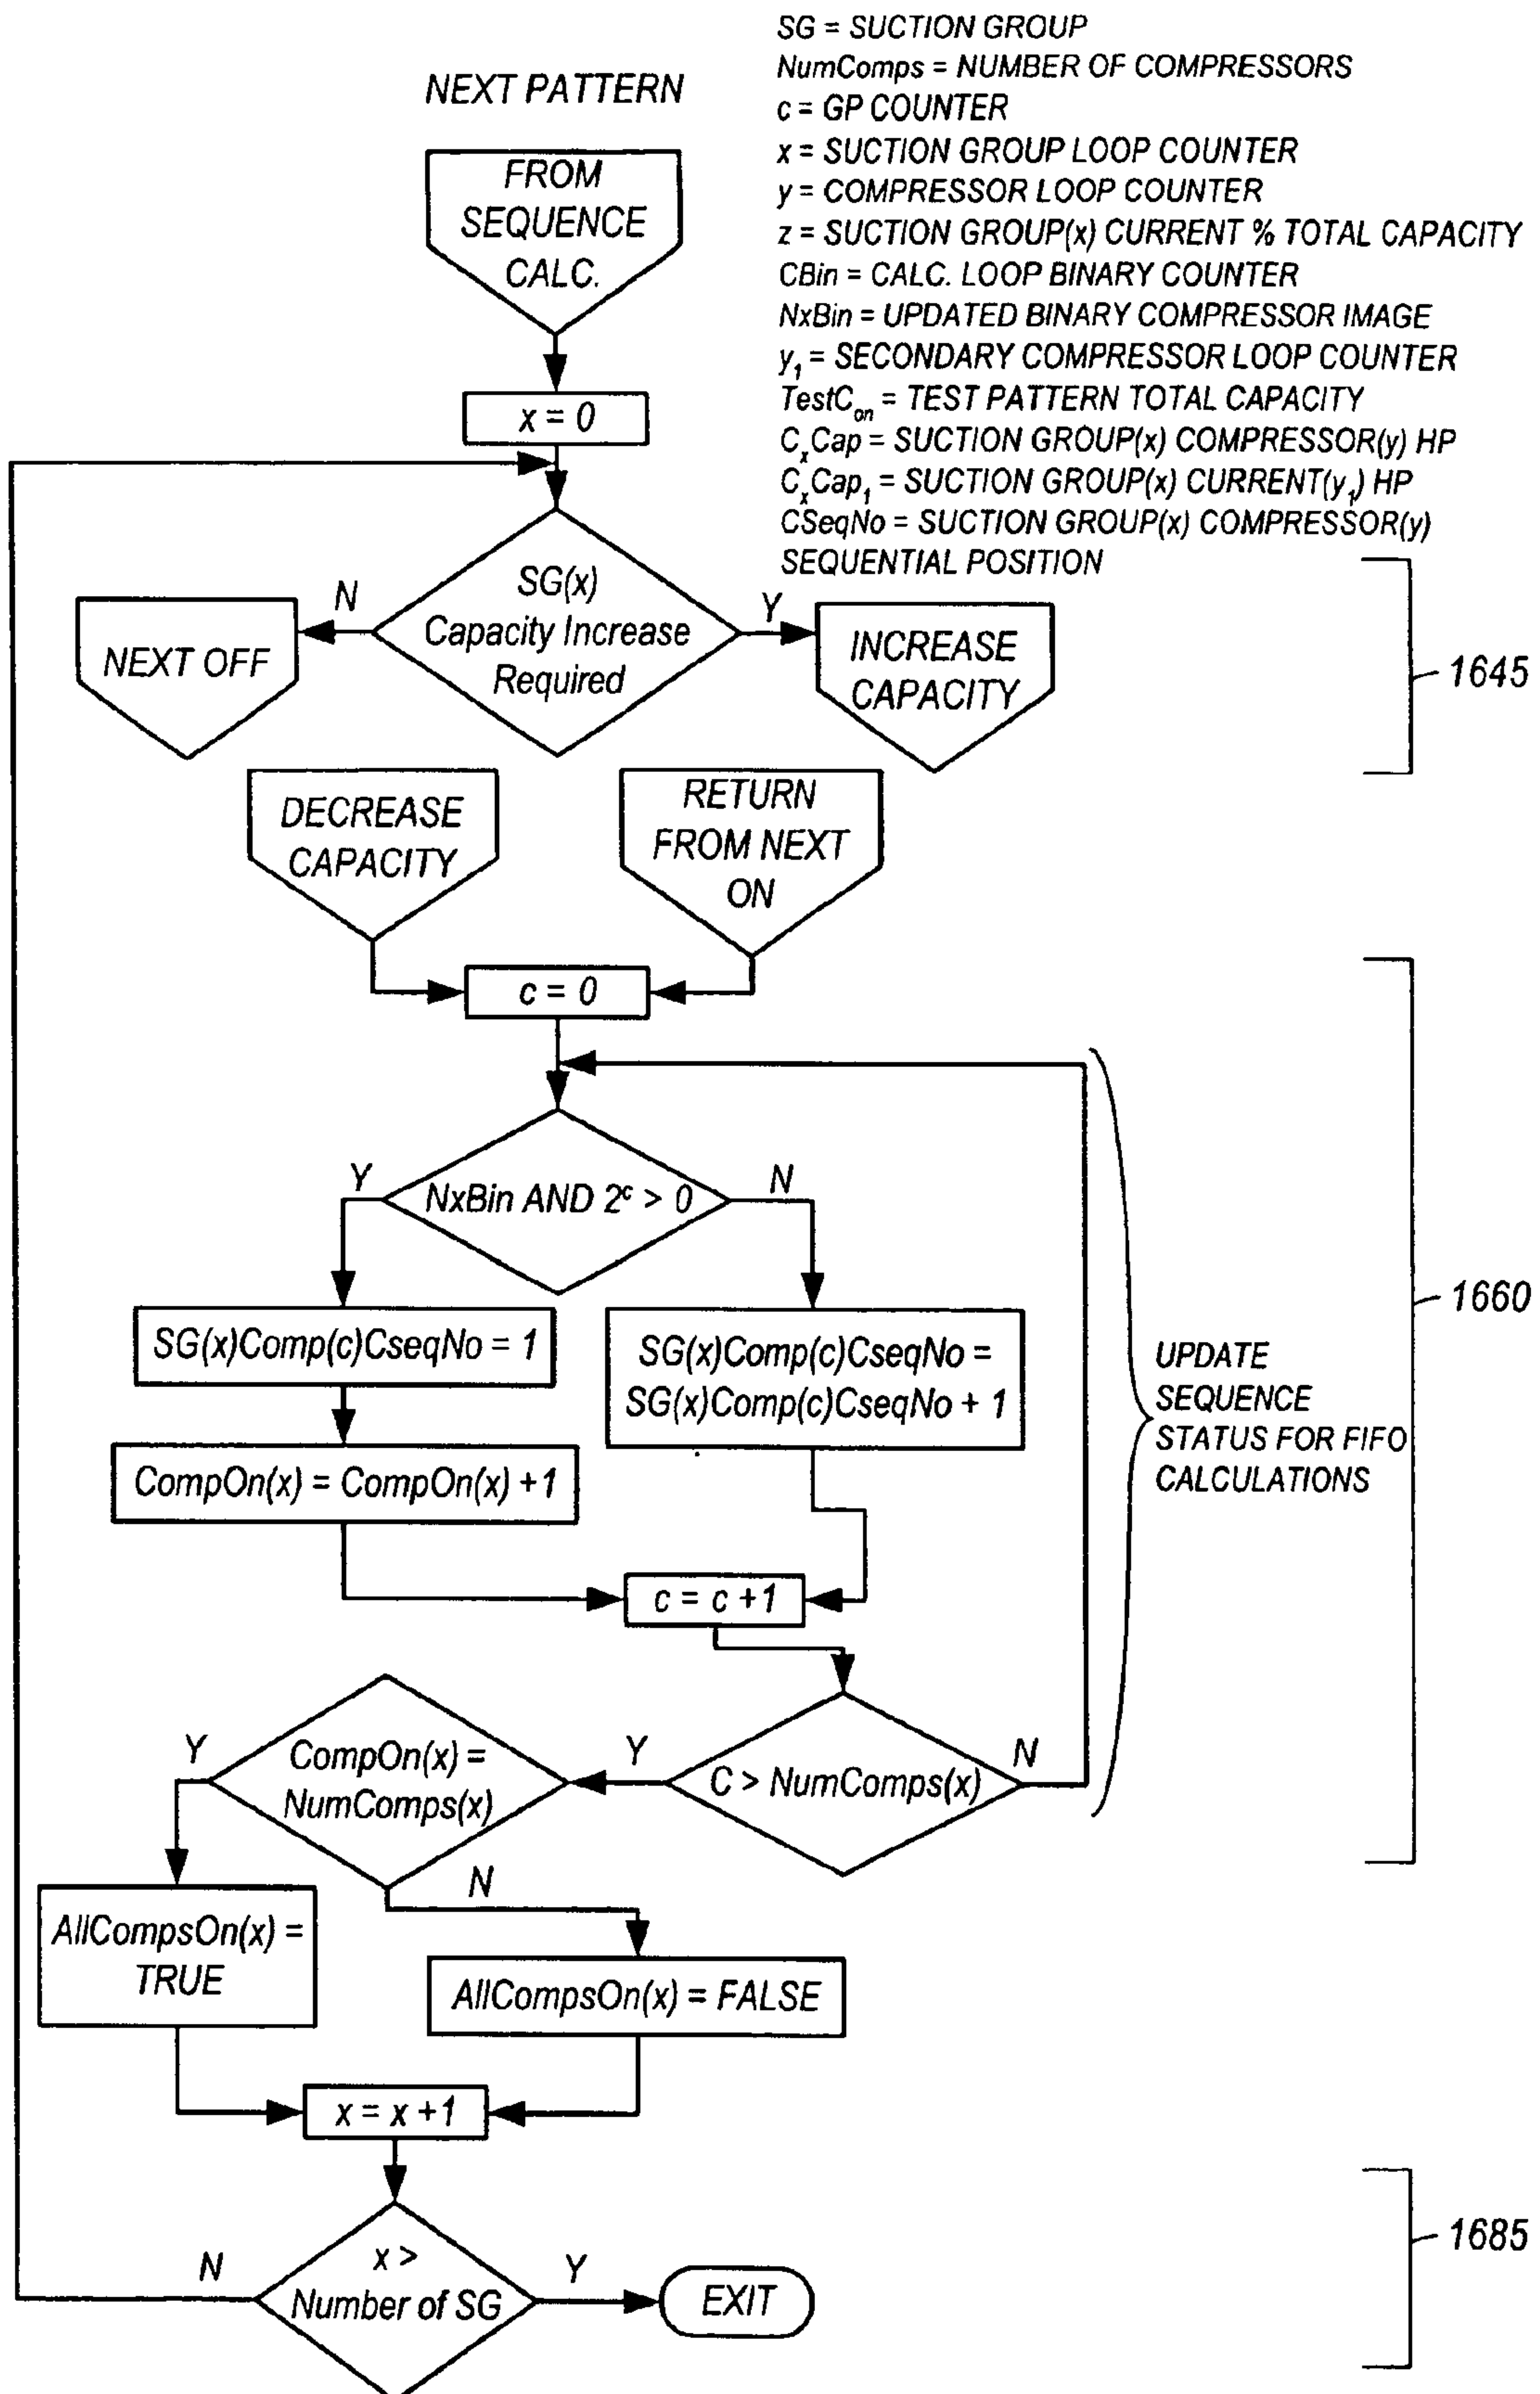 SG = SUCTION GROUP
NumComps = NUMBER OF COMPRESSORS
c = GP COUNTER
x = SUCTION GROUP LOOP COUNTER
y = COMPRESSOR LOOP COUNTER
z = SUCTION GROUP(x) CURRENT % TOTAL CAPACITY
CBin = CALC. LOOP BINARY COUNTER
NxBin = UPDATED BINARY COMPRESSOR IMAGE
y₁ = SECONDARY COMPRESSOR LOOP COUNTER
TestCₒₙ = TEST PATTERN TOTAL CAPACITY
CₓCap = SUCTION GROUP(x) COMPRESSOR(y) HP
CₓCap₁ = SUCTION GROUP(x) CURRENT(y₁) HP
CSeqNo = SUCTION GROUP(x) COMPRESSOR(y)
SEQUENTIAL POSITION
NEXT PATTERN
FROM
SEQUENCE
CALC.
x = 0
SG(x)
Capacity Increase
Required
N
Y
NEXT OFF
INCREASE
CAPACITY
1645
DECREASE
CAPACITY
RETURN
FROM NEXT
ON
c = 0
NxBin AND 2ᶜ > 0
Y
N
SG(x)Comp(c)CseqNo = 1
SG(x)Comp(c)CseqNo =
SG(x)Comp(c)CseqNo + 1
CompOn(x) = CompOn(x) +1
UPDATE
SEQUENCE
STATUS FOR FIFO
CALCULATIONS
1660
c = c +1
C > NumComps(x)
Y
N
CompOn(x) =
NumComps(x)
Y
N
AllCompsOn(x) =
TRUE
AllCompsOn(x) = FALSE
x = x +1
x >
Number of SG
N
Y
EXIT
1685